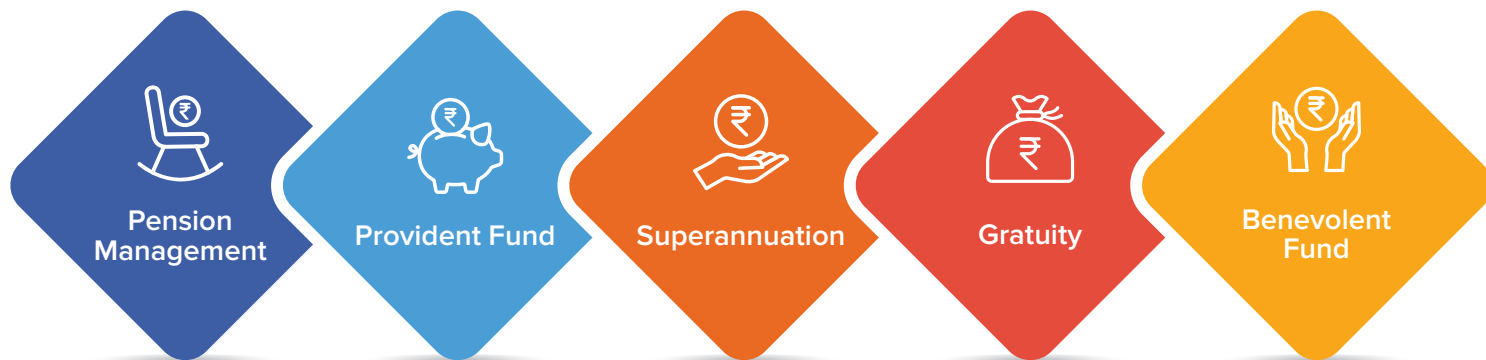 ₹
Pension
Management
₹
Provident Fund
₹
Superannuation
₹
Gratuity
₹
Benevolent
Fund